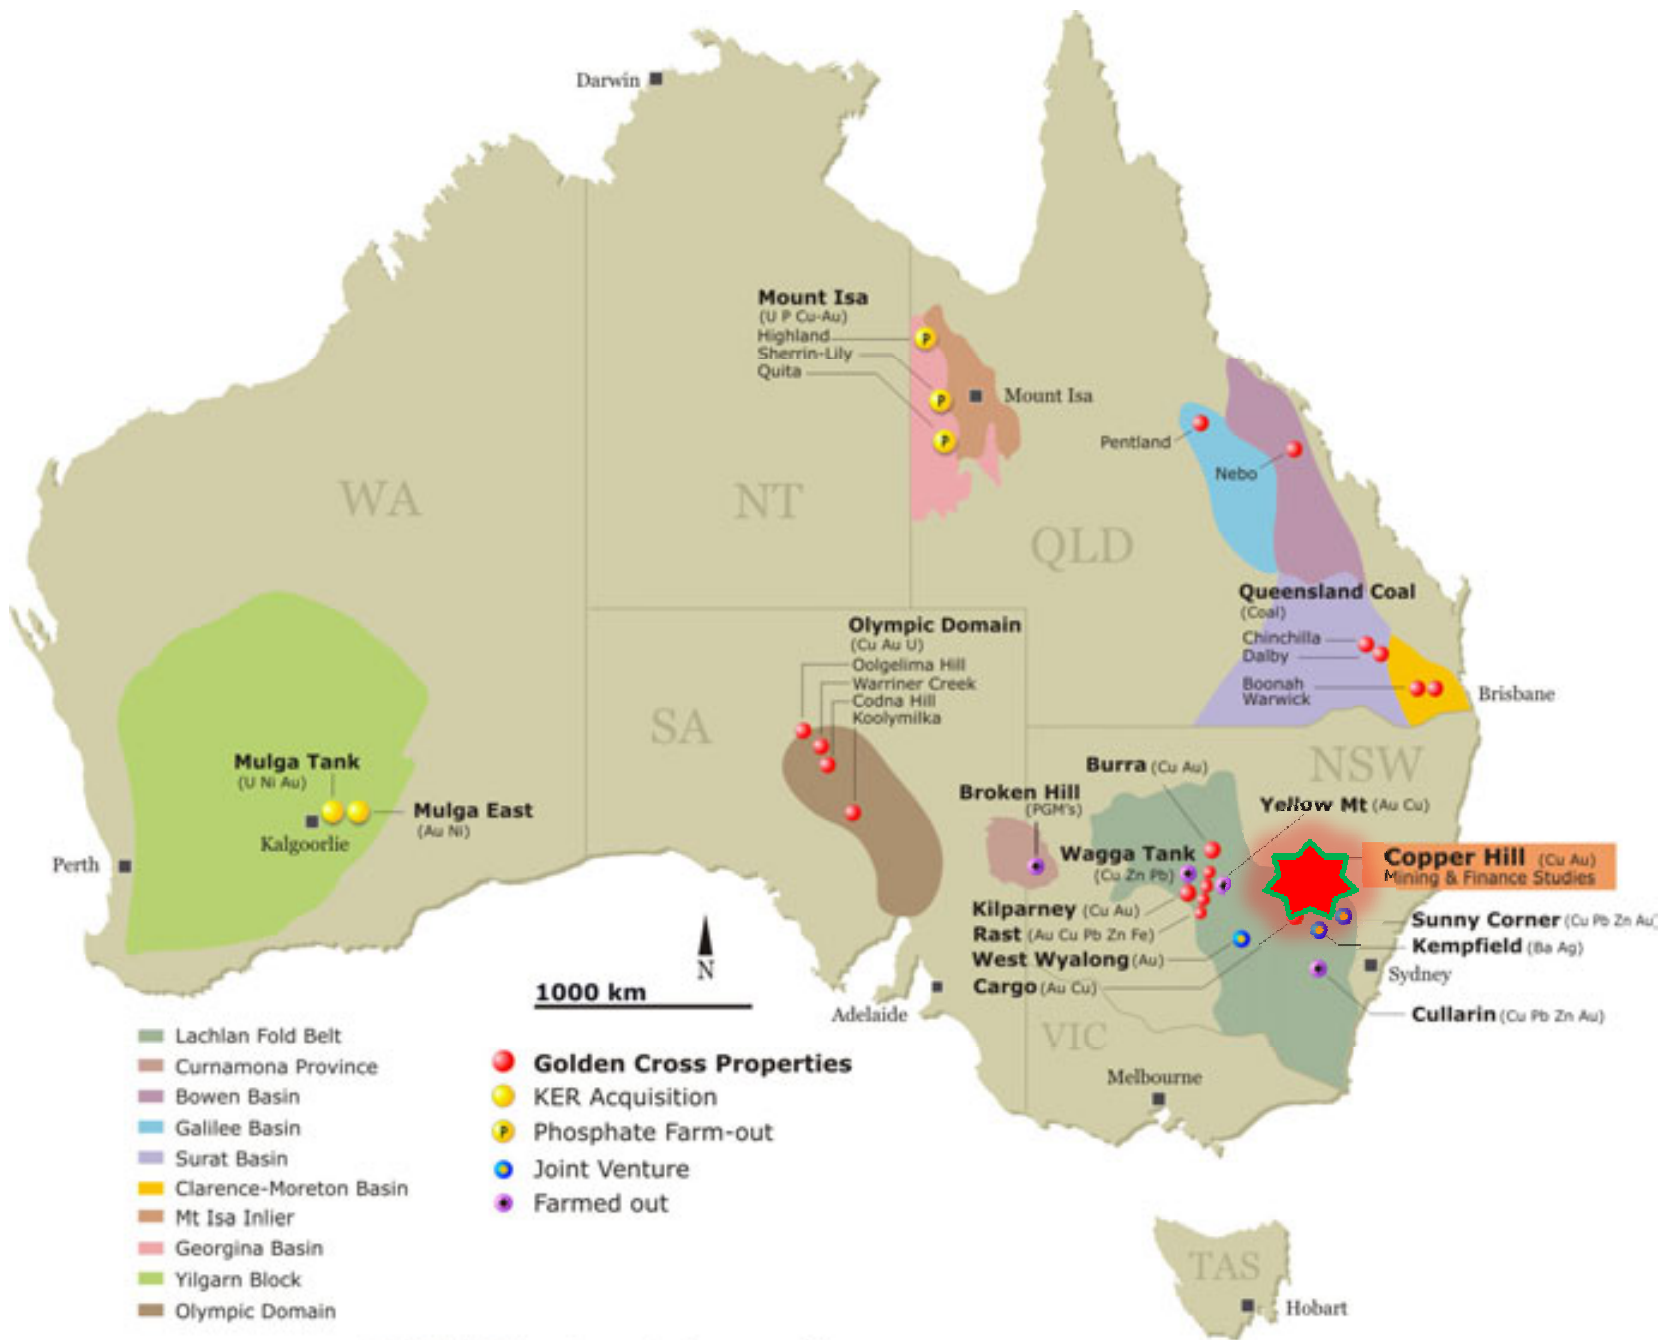 Darwin
Mount Isa
(U P Cu-Au)
Highland
Sherrin-Lily
Quita
Mount Isa
Pentland
Nebo
WA
NT
QLD
Queensland Coal
(Coal)
Chinchilla
Dalby
Boonah
Warwick
Brisbane
Olympic Domain
(Cu Au U)
Oolgelima Hill
Warriner Creek
Codna Hill
Koolymilka
SA
NSW
Mulga Tank
(U Ni Au)
Mulga East
(Au Ni)
Kalgoorlie
Perth
Burra (Cu Au)
Broken Hill
(PGM's)
Yellow Mt (Au Cu)
Wagga Tank
(Cu Zn Pb)
Copper Hill (Cu Au)
Mining & Finance Studies
Kilparney (Cu Au)
Rast (Au Cu Pb Zn Fe)
West Wyalong (Au)
Cargo (Au Cu)
Sunny Corner (Cu Pb Zn Au)
Kempfield (Ba Ag)
Sydney
Cullarin (Cu Pb Zn Au)
N
1000 km
Adelaide
VIC
Melbourne
TAS
Hobart
Lachlan Fold Belt
Curnamona Province
Bowen Basin
Galilee Basin
Surat Basin
Clarence-Moreton Basin
Mt Isa Inlier
Georgina Basin
Yilgarn Block
Olympic Domain
Golden Cross Properties
KER Acquisition
P Phosphate Farm-out
Joint Venture
Farmed out
P
P
P